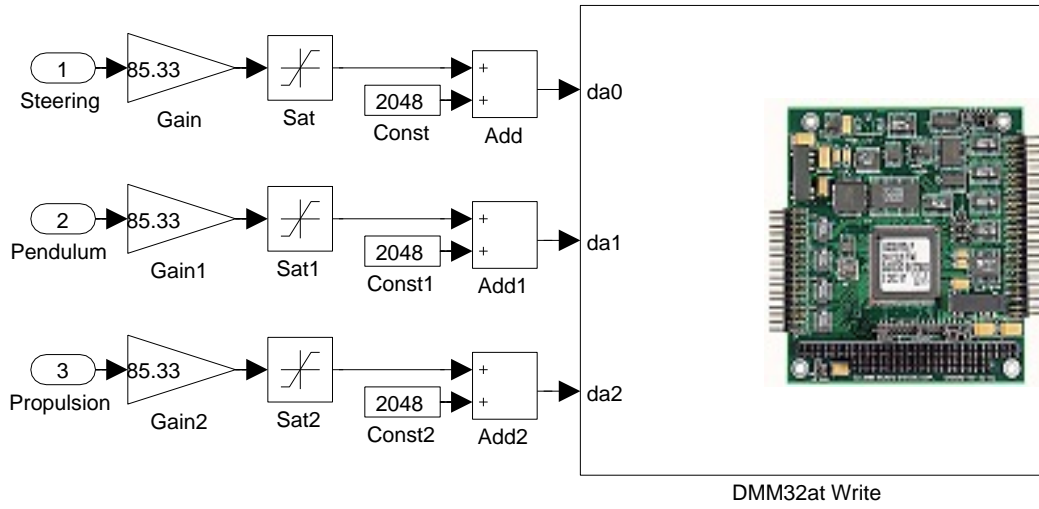 1
Steering
85.33
Gain
Sat
2048
Const
+
+
Add
da0
2
Pendulum
85.33
Gain1
Sat1
2048
Const1
+
+
Add1
da1
3
Propulsion
85.33
Gain2
Sat2
2048
Const2
+
+
Add2
da2
DMM32at Write